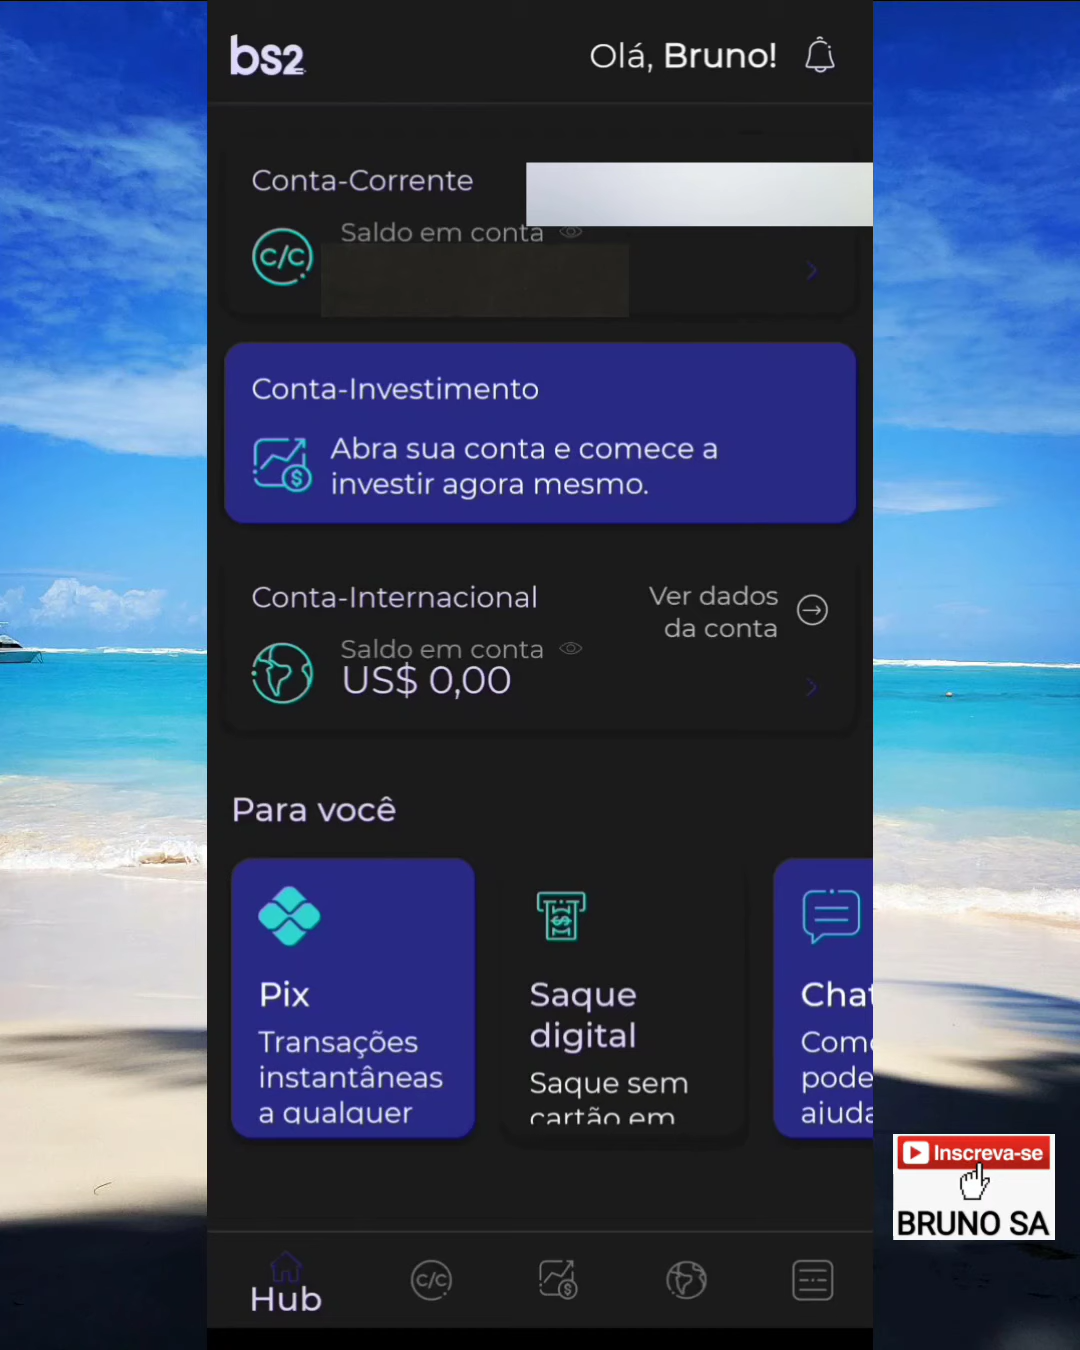 bs2
Olá, Bruno!
Conta-Corrente
Saldo em conta
C/C
Conta-Investimento
Abra sua conta e comece a
investir agora mesmo.
Conta-Internacional
Ver dados
da conta
Saldo em conta
US$ 0,00
Para você
Pix
Transações
instantâneas
a qualquer
Saque
digital
Saque sem
cartão em
Chat
Com
pode
ajuda
Inscreva-se
BRUNO SA
Hub
C/C